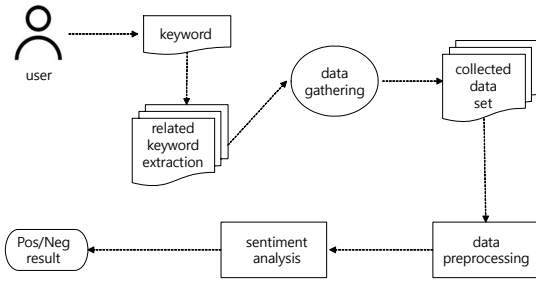 user
keyword
related
keyword
extraction
data
gathering
collected
data
set
data
preprocessing
sentiment
analysis
Pos/Neg
result